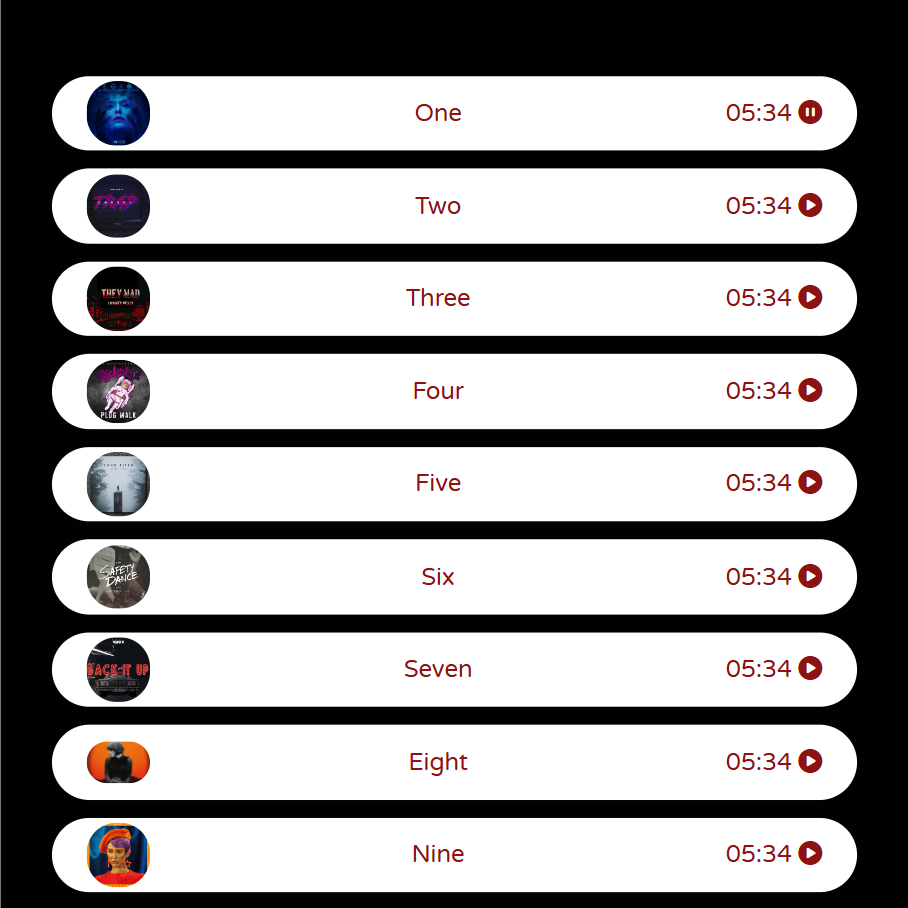 One 05:34
TRAP
Two 05:34
THEY MAD
Three 05:34
PLUG WALK
Four 05:34
Five 05:34
SAFETY
DANCE
Six 05:34
BACK IT UP
Seven 05:34
Eight 05:34
Nine 05:34